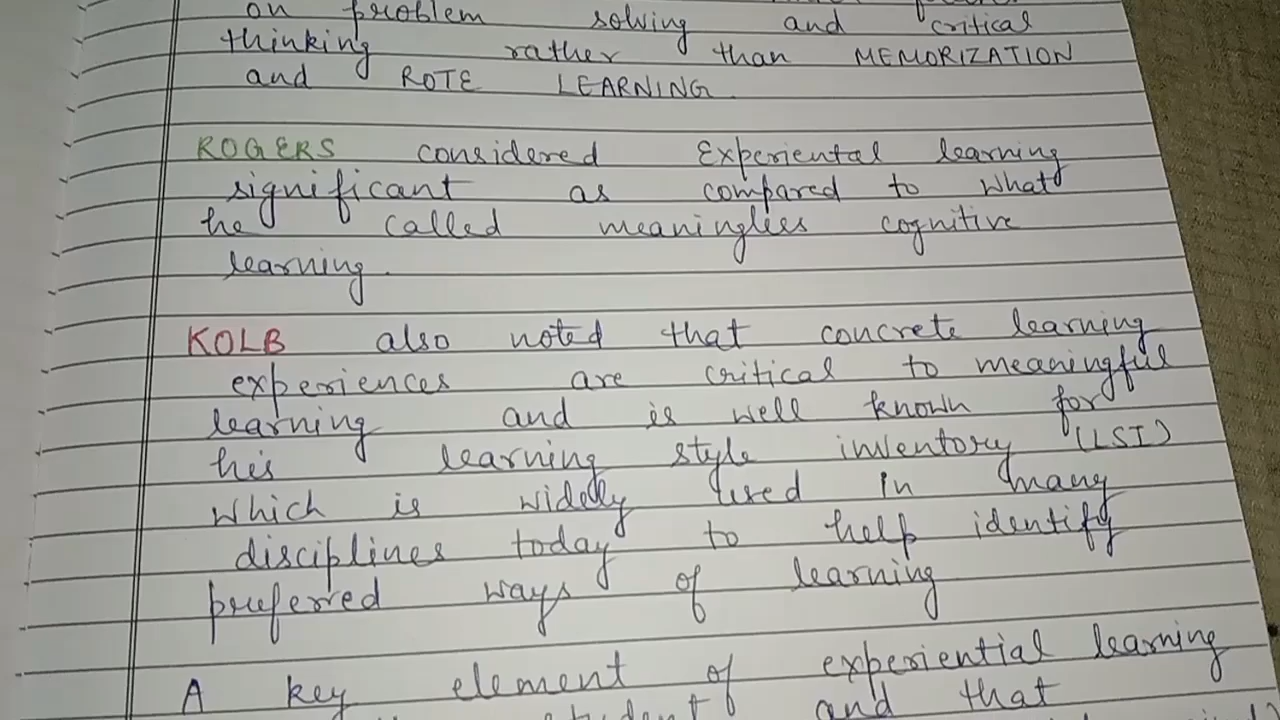 on problem solving and critical
thinking rather than MEMORIZATION
and ROTE LEARNING.
ROGERS considered Experiental learning
significant as compared to what
he called meaninglees cognitive
learning.
KOLB also noted that concrete learning
experiences are critical to meaningful
learning and is well known for
his learning style inventory (LSI)
which is widely used in many
disciplines today to help identify
preferred ways of learning
A key element of experiential learning
student and that